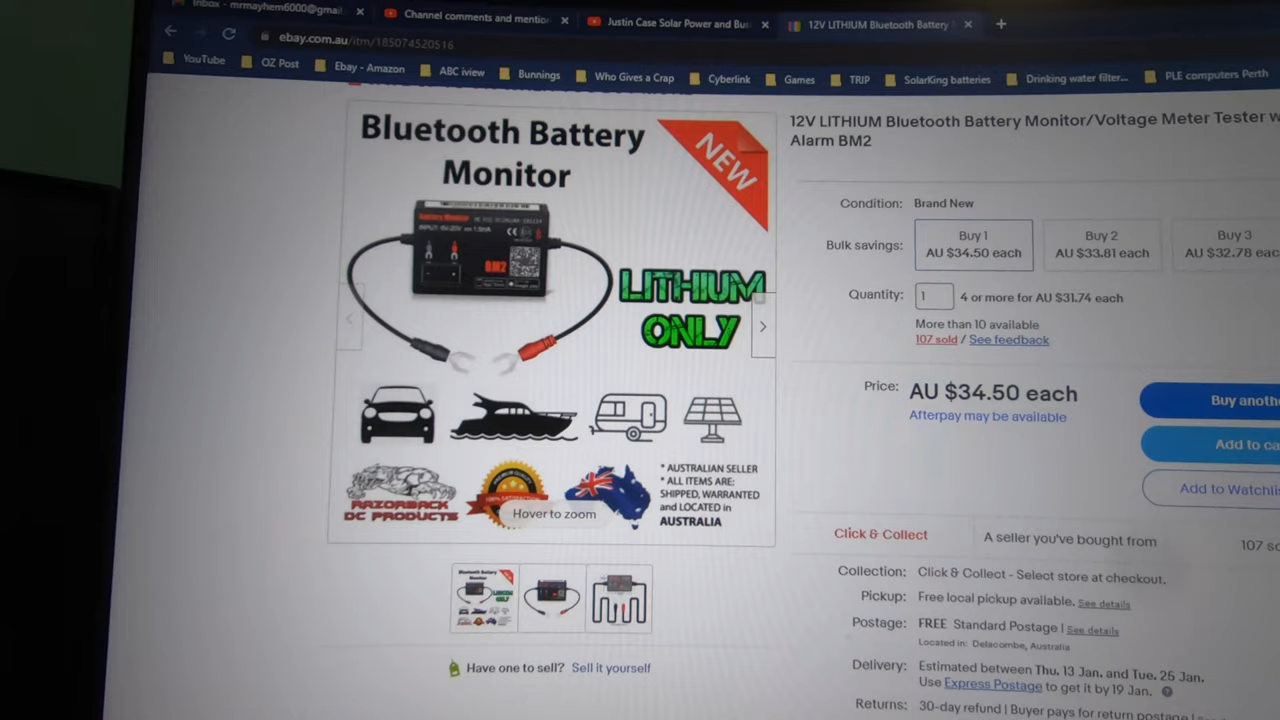 Inbox - mrmayhem6000@gmail
Channel comments and mentio
Justin Case Solar Power and Bus
12V LITHIUM Bluetooth Battery
ebay.com.au/itm/185074520516
YouTube
OZ Post
Ebay - Amazon
ABC iview
Bunnings
Who Gives a Crap
Cyberlink
Games
TRIP
SolarKing batteries
Drinking water filter...
PLE computers Perth
Bluetooth Battery
Monitor
NEW
Battery Monitor
BM2
LITHIUM
ONLY
RAZORBACK
DC PRODUCTS
* AUSTRALIAN SELLER
* ALL ITEMS ARE:
SHIPPED, WARRANTED
and LOCATED in
AUSTRALIA
Hover to zoom
Have one to sell? Sell it yourself
12V LITHIUM Bluetooth Battery Monitor/Voltage Meter Tester w
Alarm BM2
Condition: Brand New
Bulk savings:
Buy 1
AU $34.50 each
Buy 2
AU $33.81 each
Buy 3
AU $32.78 eac
Quantity: 1 4 or more for AU $31.74 each
More than 10 available
107 sold / See feedback
Price: AU $34.50 each
Afterpay may be available
Buy anoth
Add to ca
Add to Watchli
Click & Collect
A seller you've bought from
107 so
Collection: Click & Collect - Select store at checkout.
Pickup: Free local pickup available. See details
Postage: FREE Standard Postage | See details
Located in: Delacombe, Australia
Delivery: Estimated between Thu. 13 Jan. and Tue. 25 Jan.
Use Express Postage to get it by 19 Jan.
Returns: 30-day refund | Buyer pays for return postage